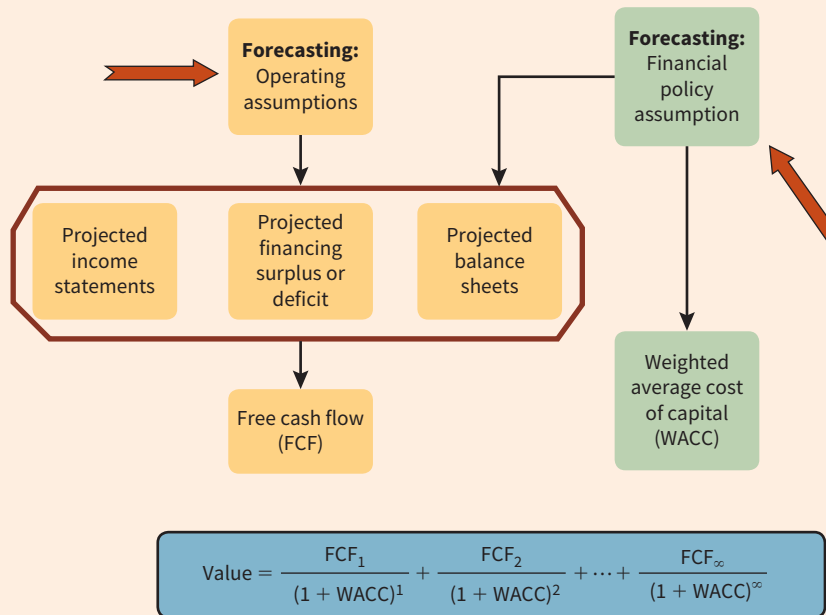 Forecasting:
Operating
assumptions
Forecasting:
Financial
policy
assumption
Projected
income
statements
Projected
financing
surplus or
deficit
Projected
balance
sheets
Free cash flow
(FCF)
Weighted
average cost
of capital
(WACC)
Value = FCF₁/(1 + WACC)¹ + FCF₂/(1 + WACC)² + ⋯ + FCF∞/(1 + WACC)^∞